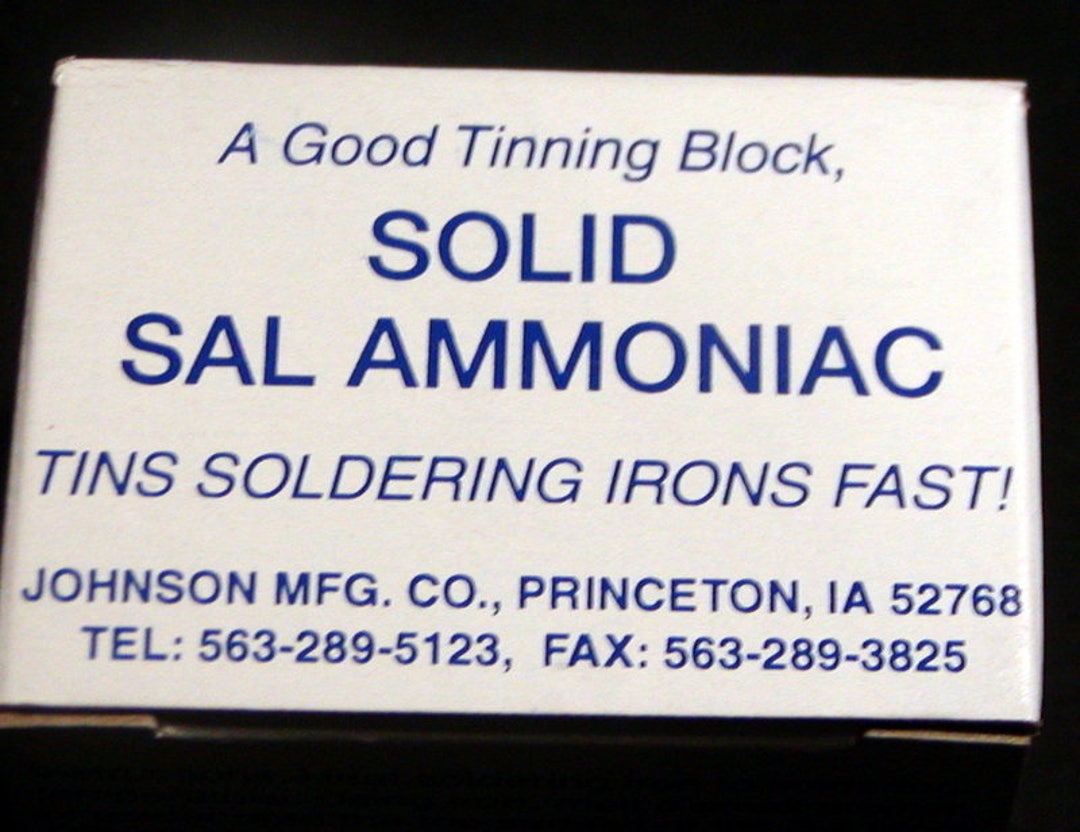 A Good Tinning Block,
SOLID
SAL AMMONIAC
TINS SOLDERING IRONS FAST!
JOHNSON MFG. CO., PRINCETON, IA 52768
TEL: 563-289-5123, FAX: 563-289-3825